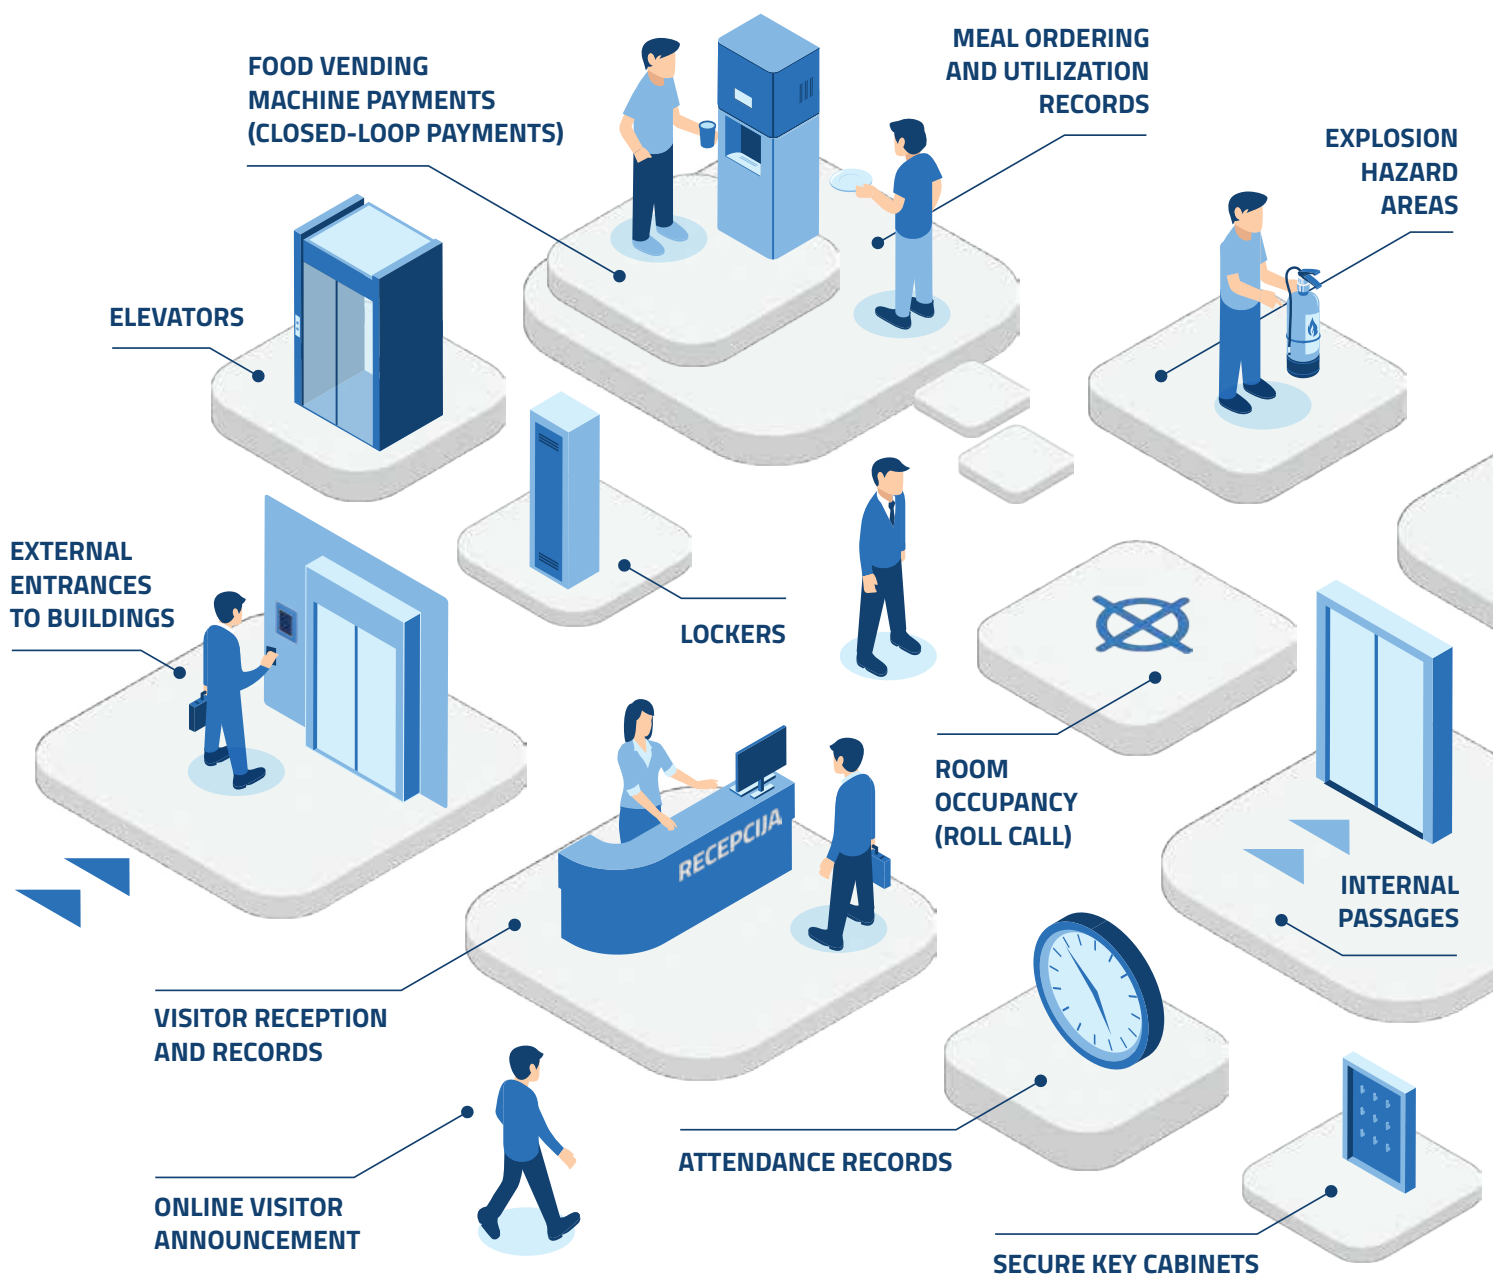 FOOD VENDING
MACHINE PAYMENTS
(CLOSED-LOOP PAYMENTS)
MEAL ORDERING
AND UTILIZATION
RECORDS
EXPLOSION
HAZARD
AREAS
ELEVATORS
EXTERNAL
ENTRANCES
TO BUILDINGS
LOCKERS
ROOM
OCCUPANCY
(ROLL CALL)
RECEPCIJA
INTERNAL
PASSAGES
VISITOR RECEPTION
AND RECORDS
ATTENDANCE RECORDS
ONLINE VISITOR
ANNOUNCEMENT
SECURE KEY CABINETS